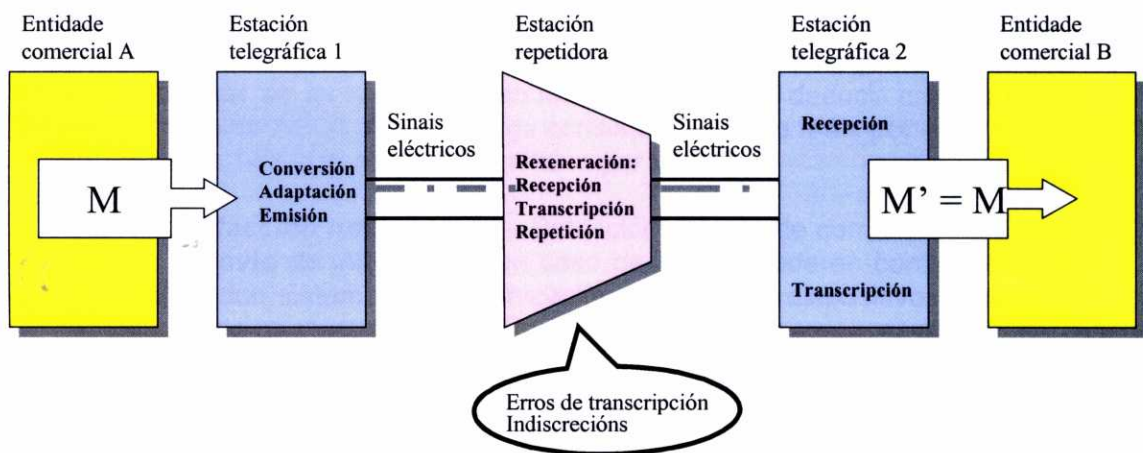 Entidade
comercial A
Estación
telegráfica 1
Estación
repetidora
Estación
telegráfica 2
Entidade
comercial B
M
Conversión
Adaptación
Emisión
Sinais
eléctricos
Rexeneración:
Recepción
Transcripción
Repetición
Sinais
eléctricos
Recepción
M' = M
Transcripción
Erros de transcripción
Indiscrecións